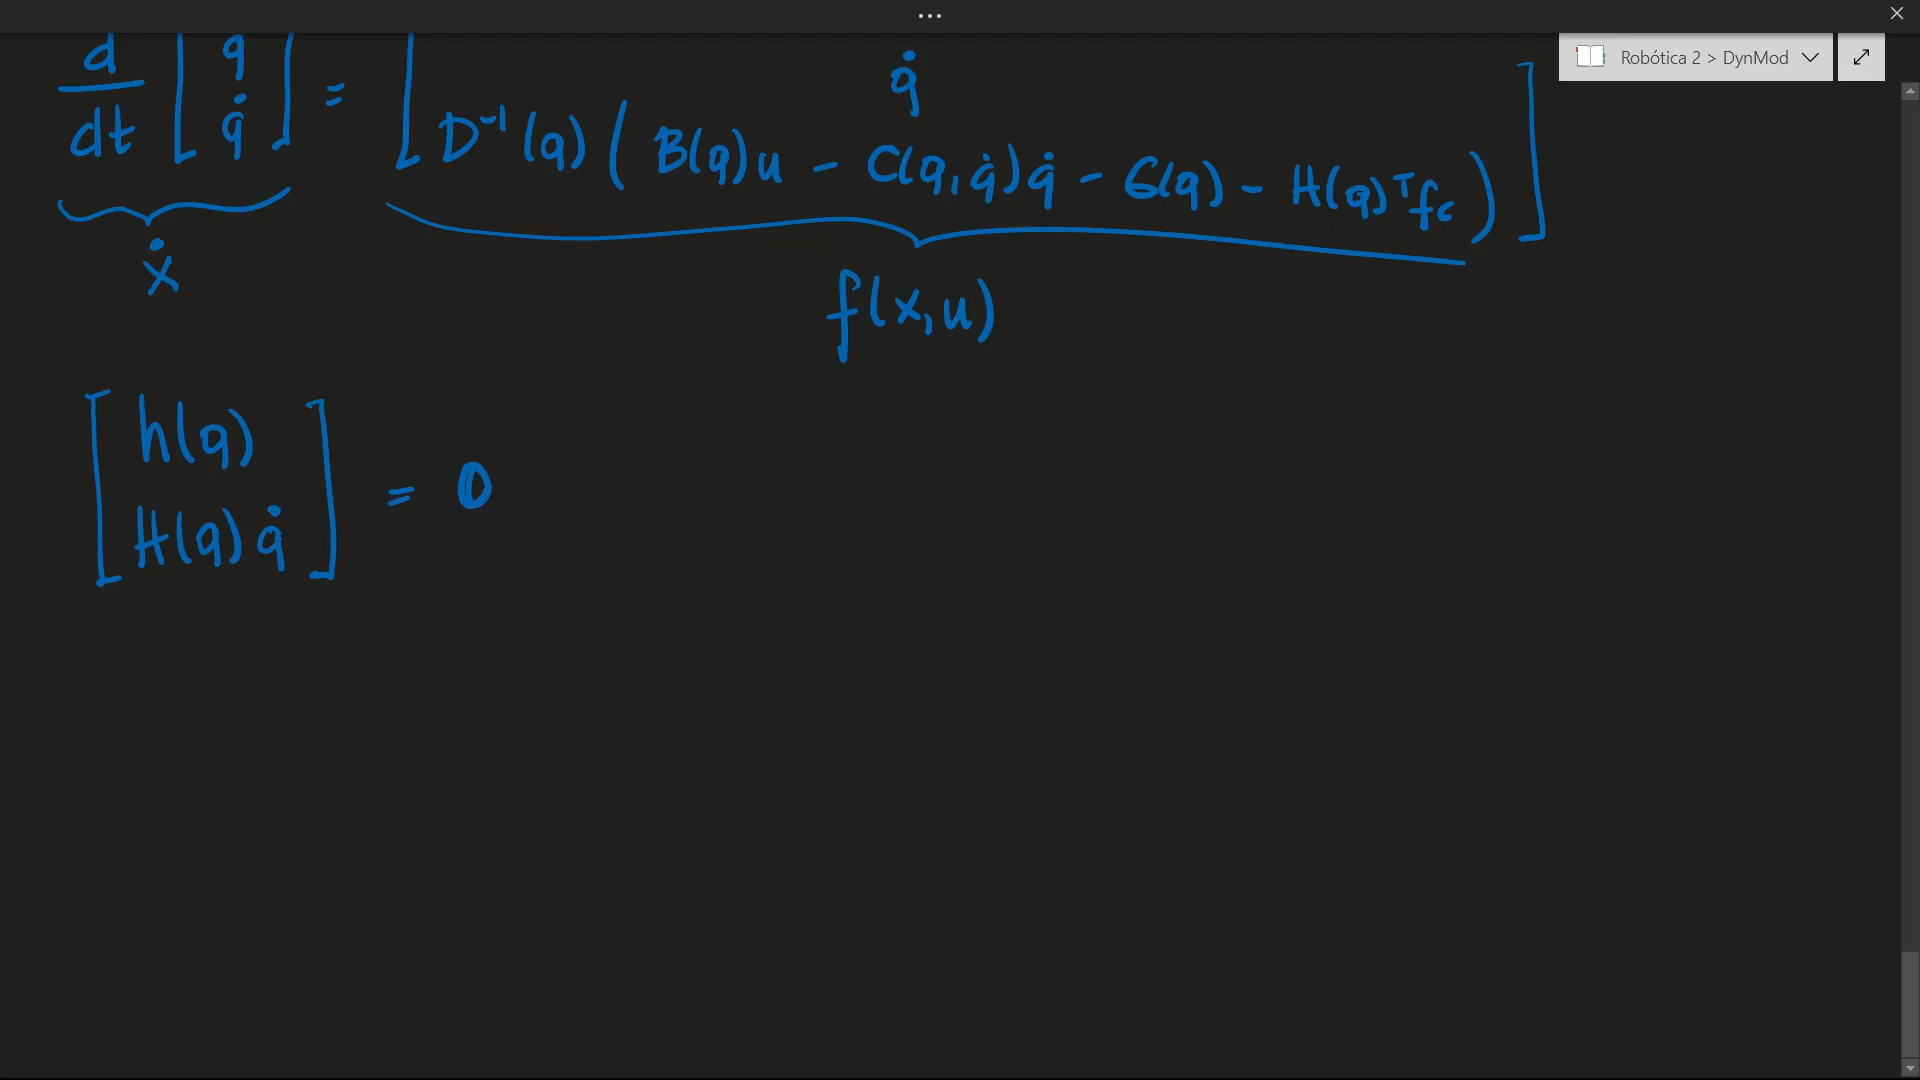 ...
Robótica 2 > DynMod
d/dt [q q̇] = [q̇ D⁻¹(q)(B(q)u - C(q,q̇)q̇ - G(q) - H(q)ᵀf_c)]
ẋ
f(x,u)
[h(q) H(q)q̇] = 0